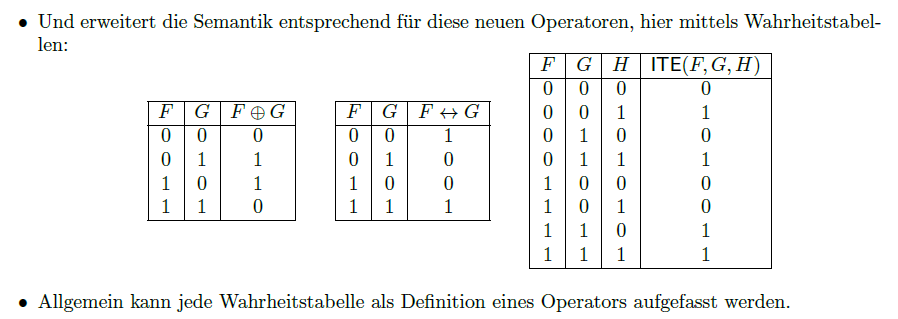 • Und erweitert die Semantik entsprechend für diese neuen Operatoren, hier mittels Wahrheitstabel-
len:
F G F ⊕ G
0 0 0
0 1 1
1 0 1
1 1 0
F G F ↔ G
0 0 1
0 1 0
1 0 0
1 1 1
F G H ITE(F, G, H)
0 0 0 0
0 0 1 1
0 1 0 0
0 1 1 1
1 0 0 0
1 0 1 0
1 1 0 1
1 1 1 1
• Allgemein kann jede Wahrheitstabelle als Definition eines Operators aufgefasst werden.